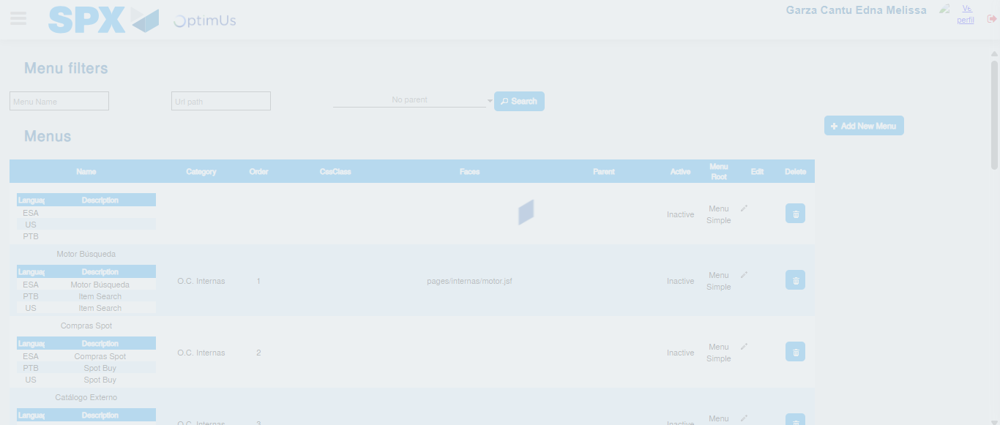 SPX OptimUs
Garza Cantu Edna Melissa
Ve
perfil
Menu filters
Menu Name
Url path
No parent
Search
Menus
Add New Menu
Name Category Order CssClass Faces Parent Active Menu Root Edit Delete
Languag Description
ESA
US
PTB
Inactive
Menu
Simple
Motor Búsqueda
Languag Description
ESA Motor Búsqueda
PTB Item Search
US Item Search
O.C. Internas 1 pages/internas/motor.jsf Inactive
Menu
Simple
Compras Spot
Languag Description
ESA Compras Spot
PTB Spot Buy
US Spot Buy
O.C. Internas 2 Inactive
Menu
Simple
Catálogo Externo
Languag Description
O.C. Internas 3 Inactive
Menu